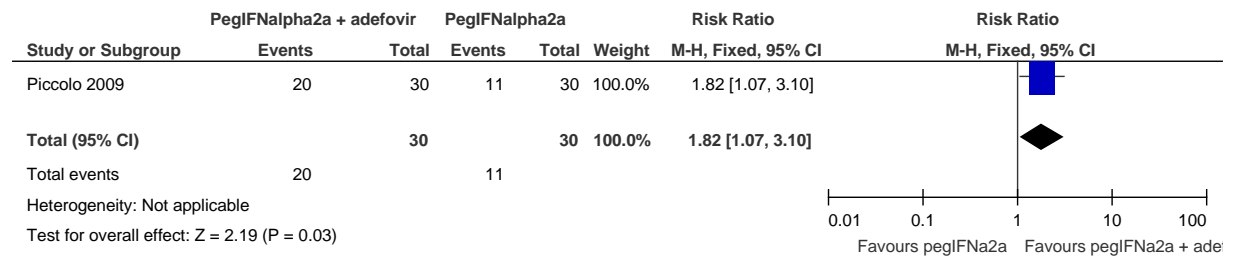 PegIFNalpha2a + adefovir PegIFNalpha2a Risk Ratio Risk Ratio
Study or Subgroup Events Total Events Total Weight M-H, Fixed, 95% CI M-H, Fixed, 95% CI
Piccolo 2009 20 30 11 30 100.0% 1.82 [1.07, 3.10]
Total (95% CI) 30 30 100.0% 1.82 [1.07, 3.10]
Total events 20 11
Heterogeneity: Not applicable
0.01 0.1 1 10 100
Test for overall effect: Z = 2.19 (P = 0.03)
Favours pegIFNa2a Favours pegIFNa2a + adef